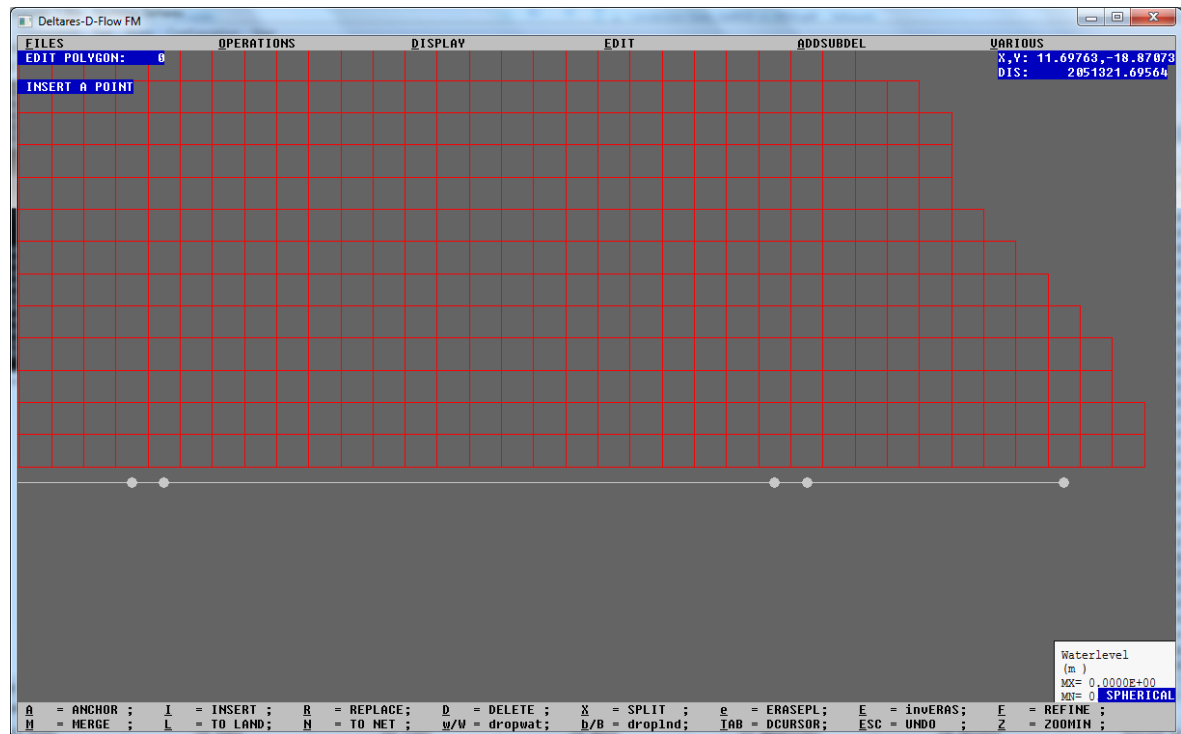 Deltares-D-Flow FM
FILES OPERATIONS DISPLAY EDIT ADDSUBDEL VARIOUS
EDIT POLYGON: 0 X,Y: 11.69763,-18.87073
DIS: 2051321.69564
INSERT A POINT
Waterlevel
(m )
MX= 0.0000E+00
MN= 0 SPHERICAL
A = ANCHOR ; I = INSERT ; R = REPLACE; D = DELETE ; X = SPLIT ; e = ERASEPL; E = invERAS; F = REFINE ;
M = MERGE ; L = TO LAND; N = TO NET ; w/W = dropwat; b/B = droplnd; TAB = DCURSOR; ESC = UNDO ; Z = ZOOMIN ;